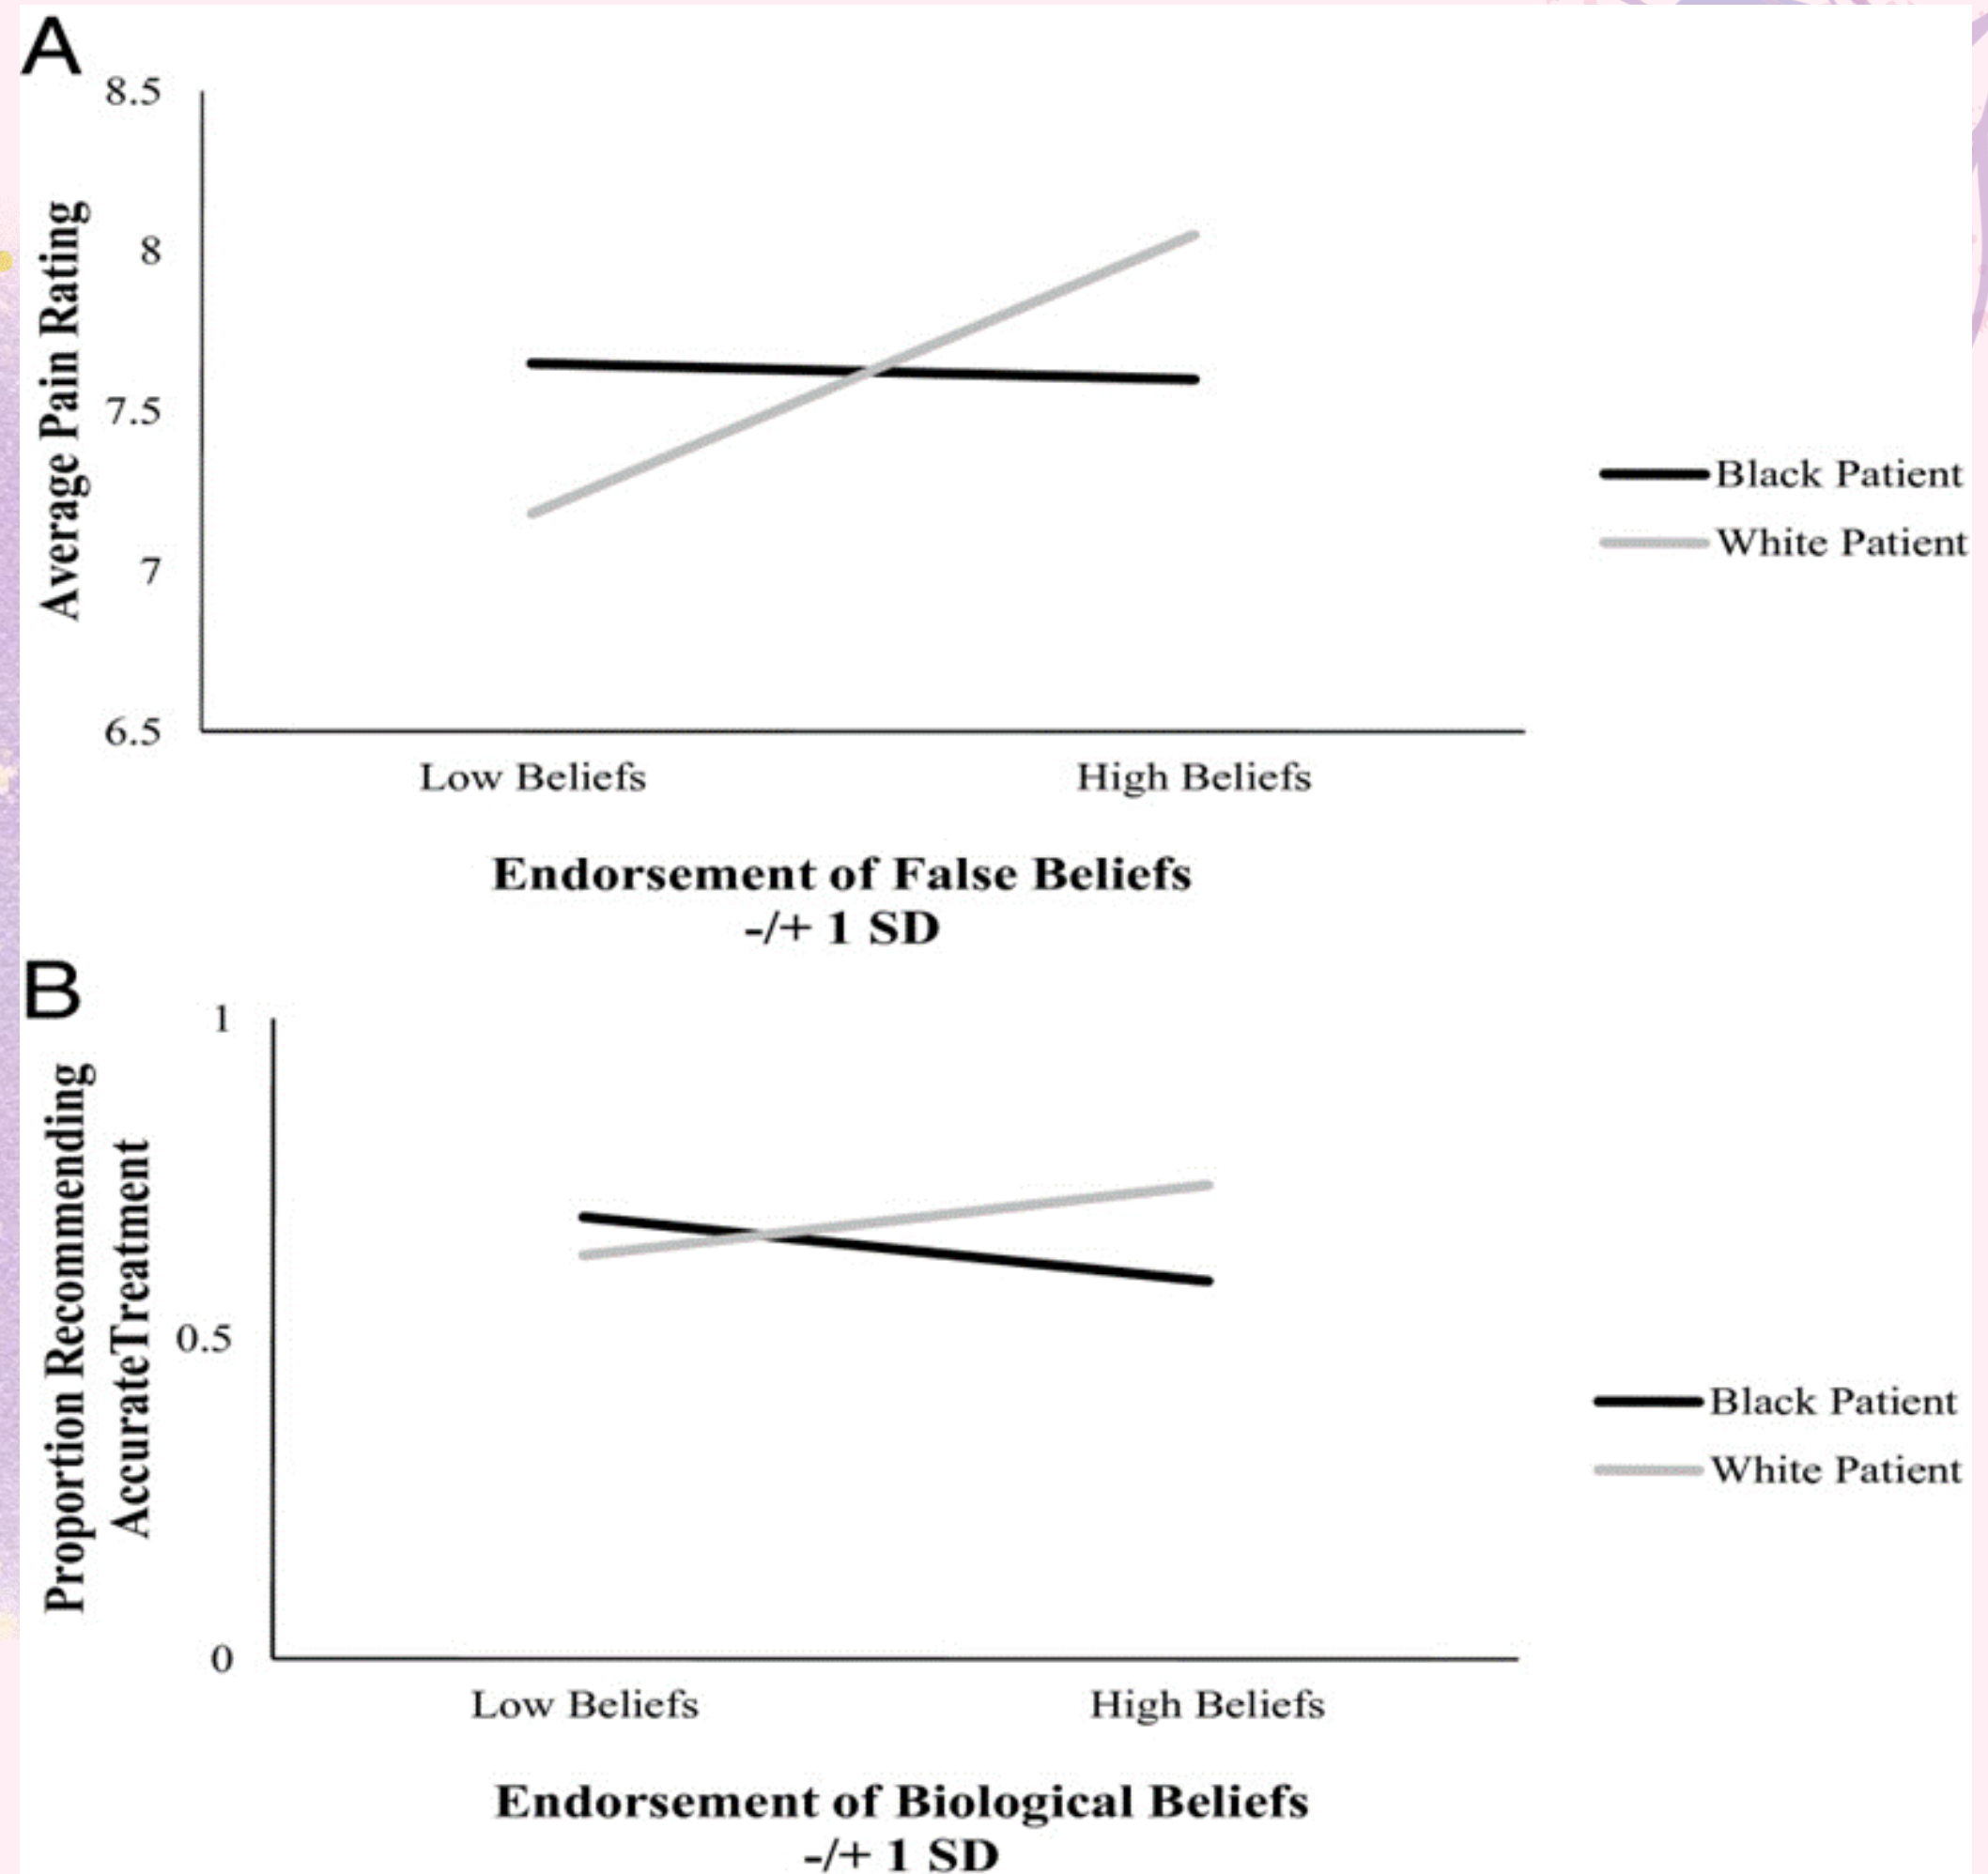 A
8.5
8
7.5
7
6.5
Average Pain Rating
Low Beliefs
High Beliefs
Endorsement of False Beliefs
-/+ 1 SD
Black Patient
White Patient
B
1
0.5
0
Proportion Recommending
AccurateTreatment
Low Beliefs
High Beliefs
Endorsement of Biological Beliefs
-/+ 1 SD
Black Patient
White Patient